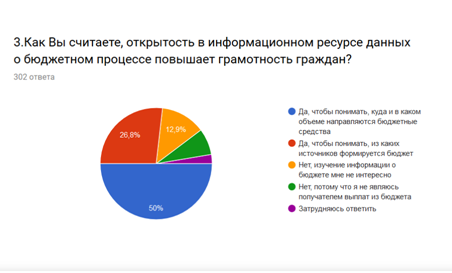 3.Как Вы считаете, открытость в информационном ресурсе данных
о бюджетном процессе повышает грамотность граждан?
302 ответа
Да, чтобы понимать, куда и в каком
объеме направляются бюджетные
средства
Да, чтобы понимать, из каких
источников формируется бюджет
Нет, изучение информации о
бюджете мне не интересно
Нет, потому что я не являюсь
получателем выплат из бюджета
Затрудняюсь ответить
26,8%
12,9%
50%